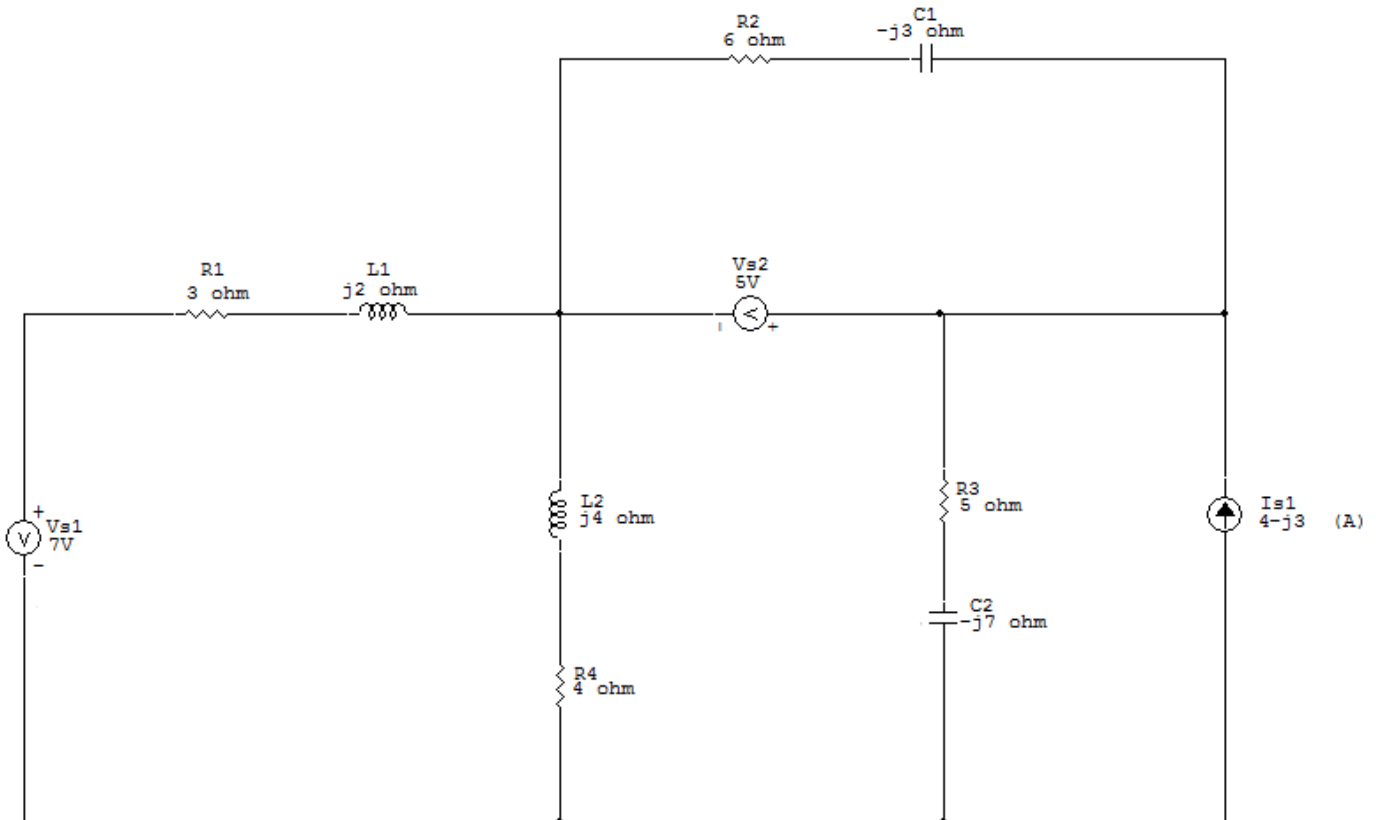 C1
R2
-j3 ohm
6 ohm
Vs2
5V
R1
L1
3 ohm
j2 ohm
- +
R3
5 ohm
L2
j4 ohm
Is1
4-j3 (A)
+
Vs1
V
7V
-
C2
-j7 ohm
R4
4 ohm